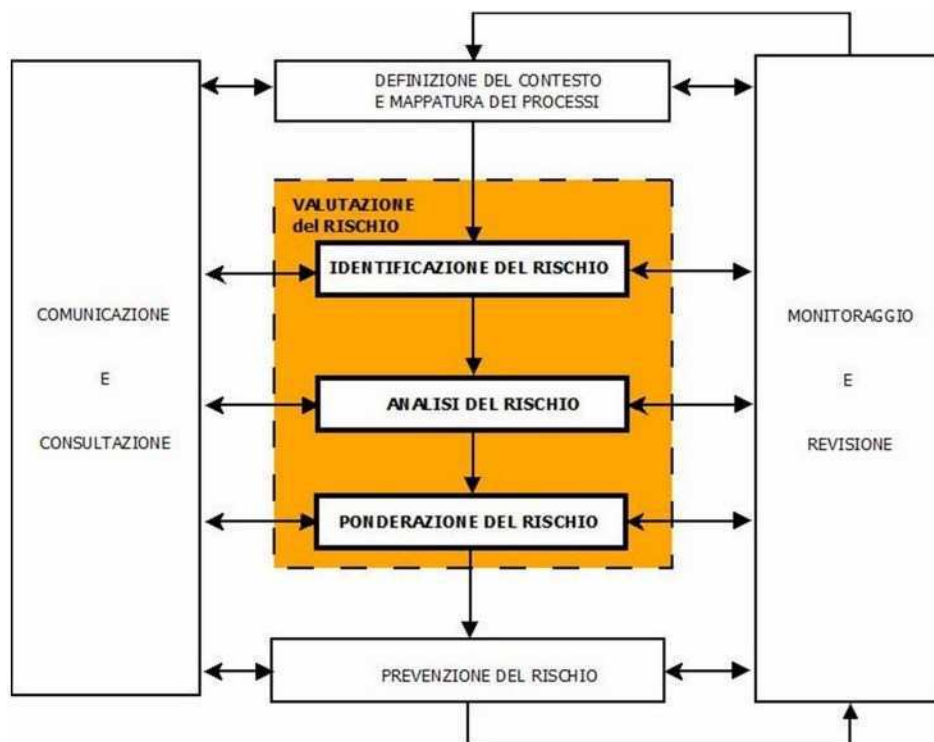 DEFINIZIONE DEL CONTESTO
E MAPPATURA DEI PROCESSI
VALUTAZIONE
del RISCHIO
IDENTIFICAZIONE DEL RISCHIO
COMUNICAZIONE
E
CONSULTAZIONE
MONITORAGGIO
E
REVISIONE
ANALISI DEL RISCHIO
PONDERAZIONE DEL RISCHIO
PREVENZIONE DEL RISCHIO